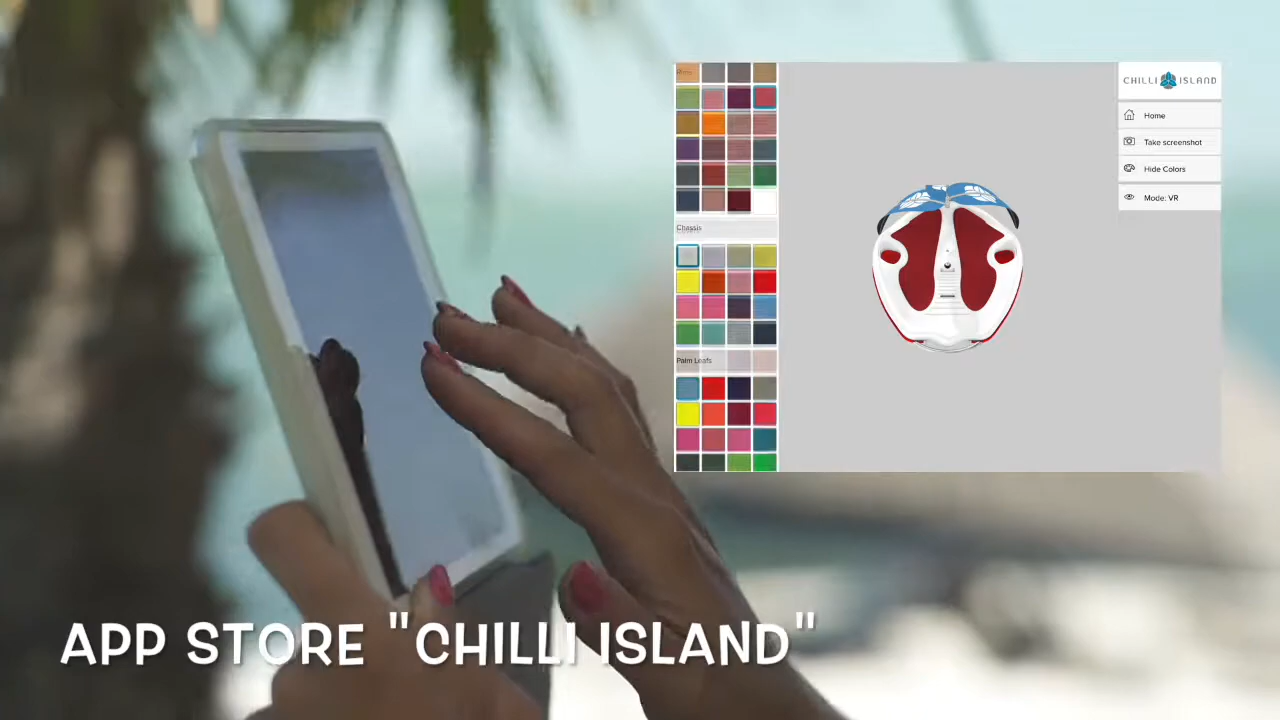 CHILLI ISLAND
Home
Take screenshot
Hide Colors
Mode: VR
Chassis
Palm Leafs
APP STORE "CHILLI ISLAND"